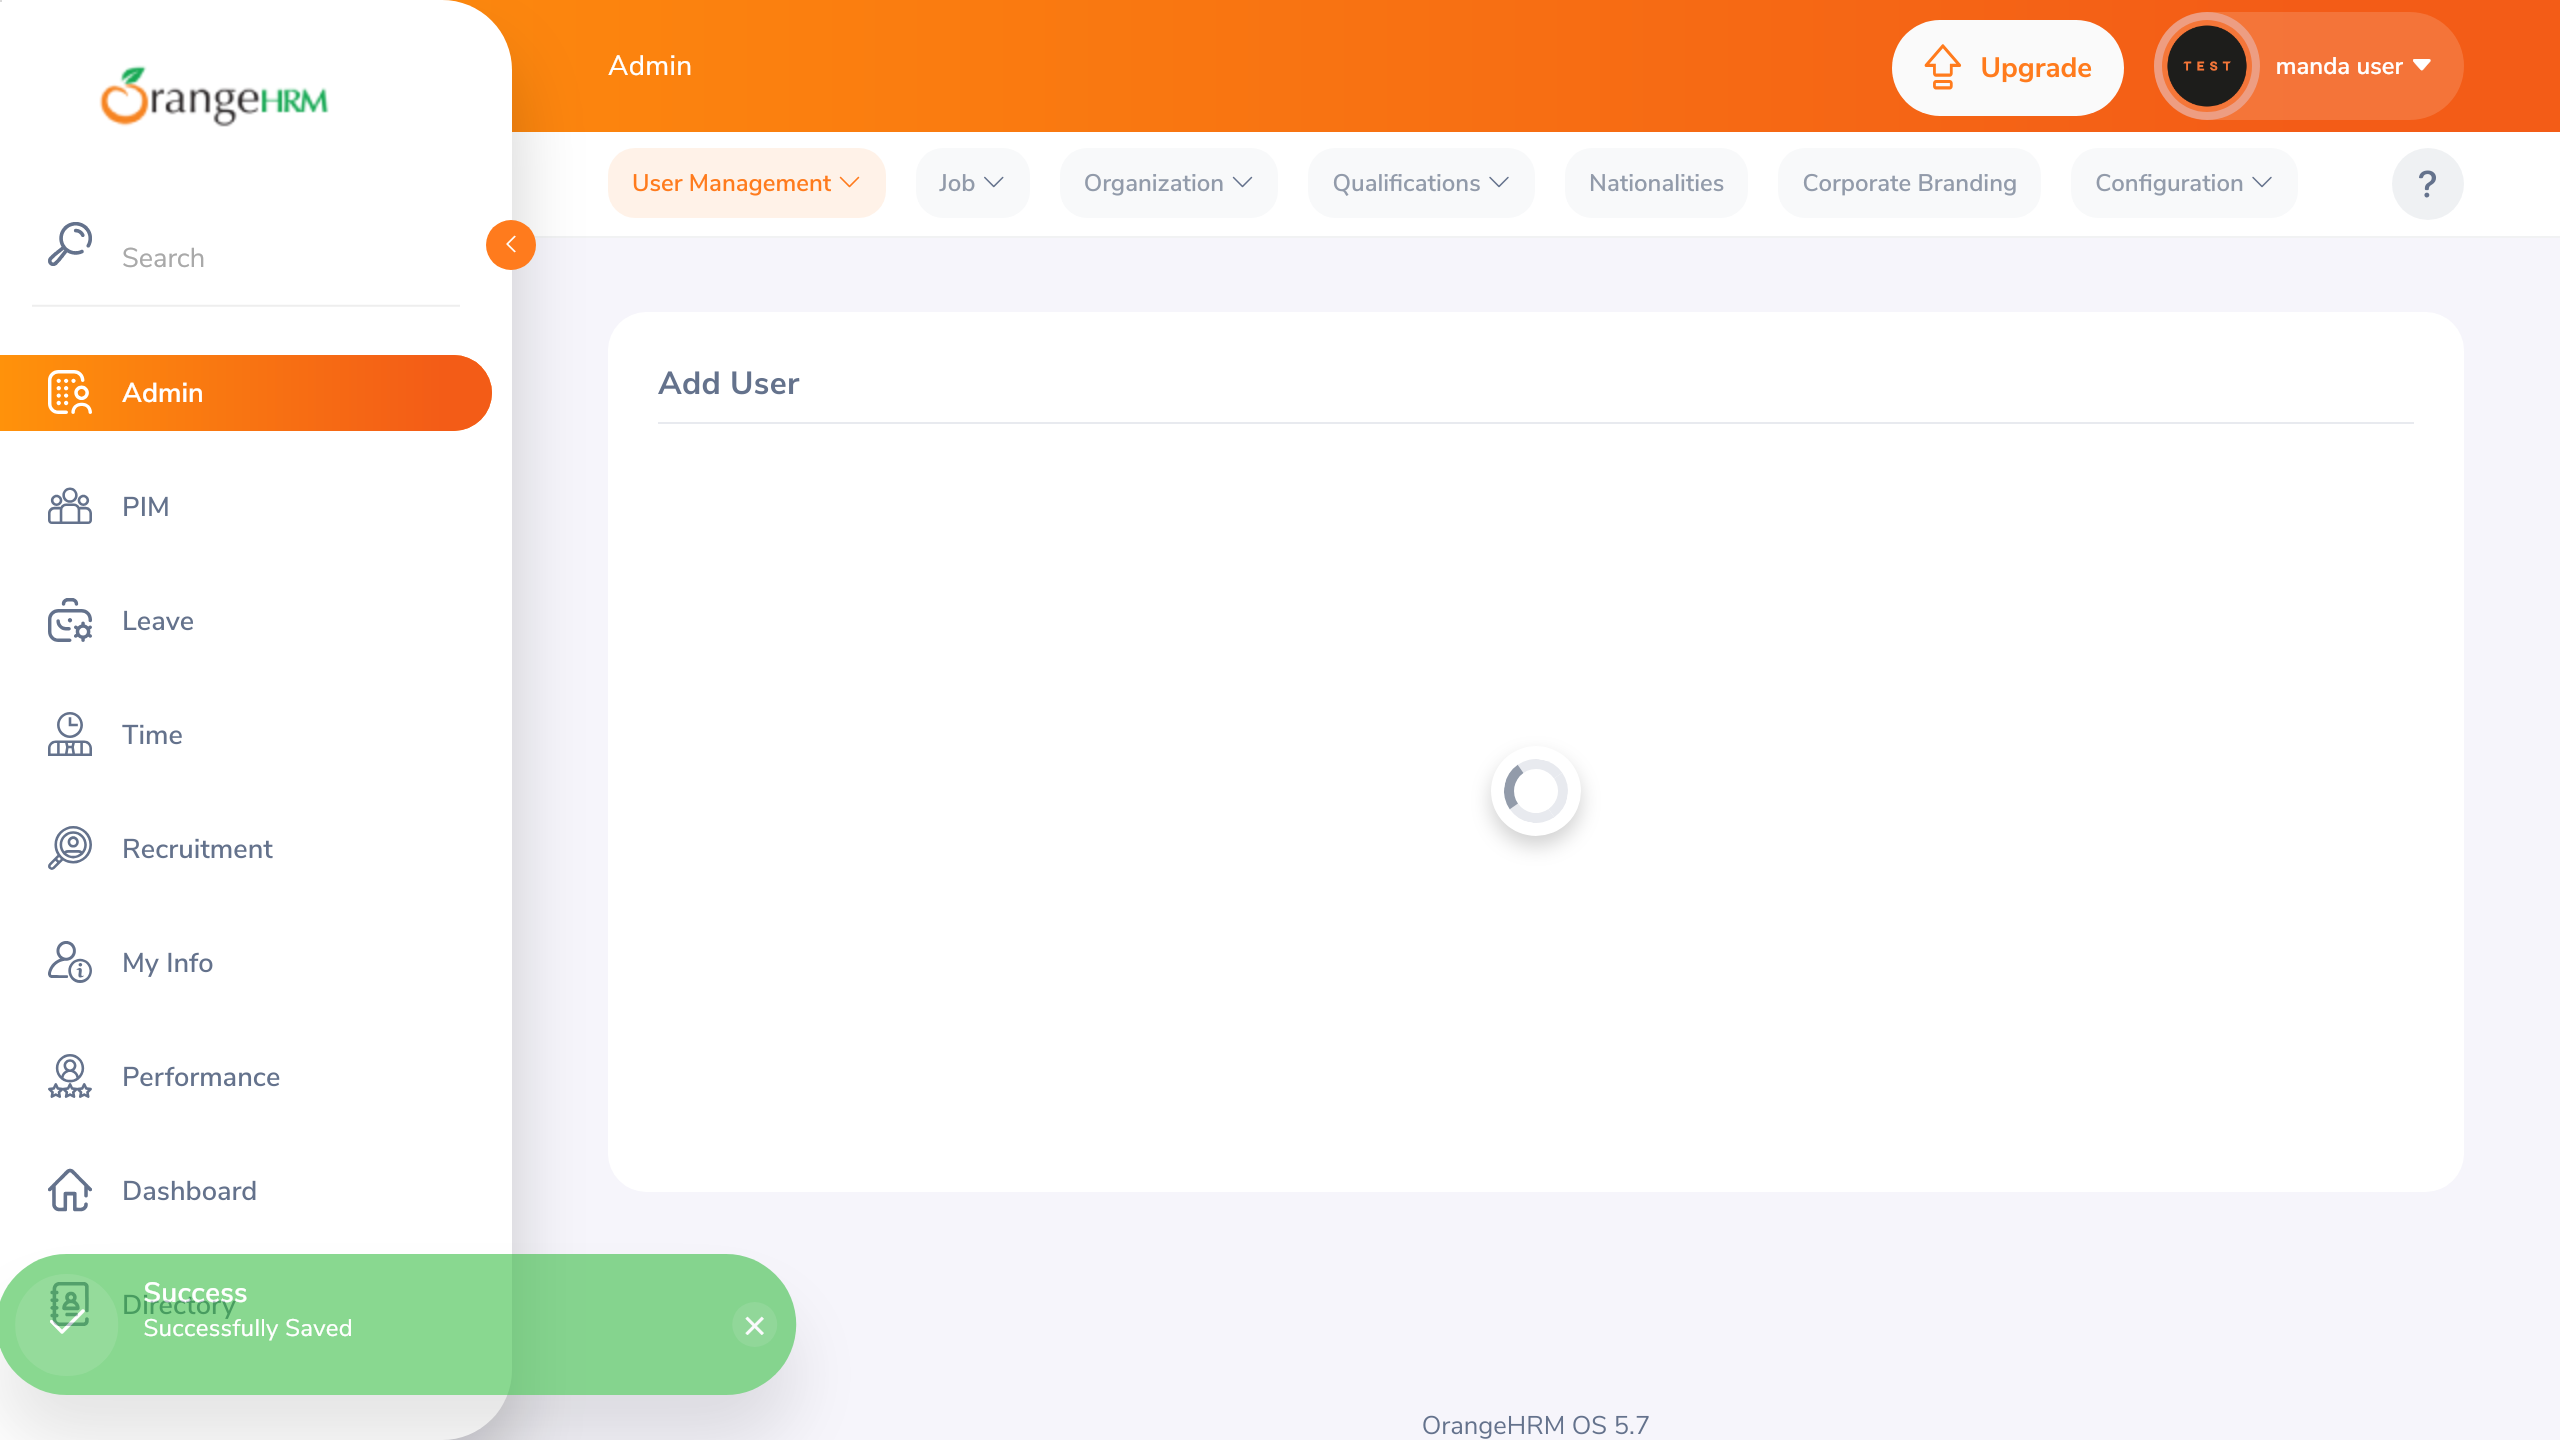 OrangeHRM
Admin
Upgrade
TEST
manda user
User Management
Job
Organization
Qualifications
Nationalities
Corporate Branding
Configuration
?
Search
Admin
PIM
Leave
Time
Recruitment
My Info
Performance
Dashboard
Directory
Add User
Success
Successfully Saved
OrangeHRM OS 5.7